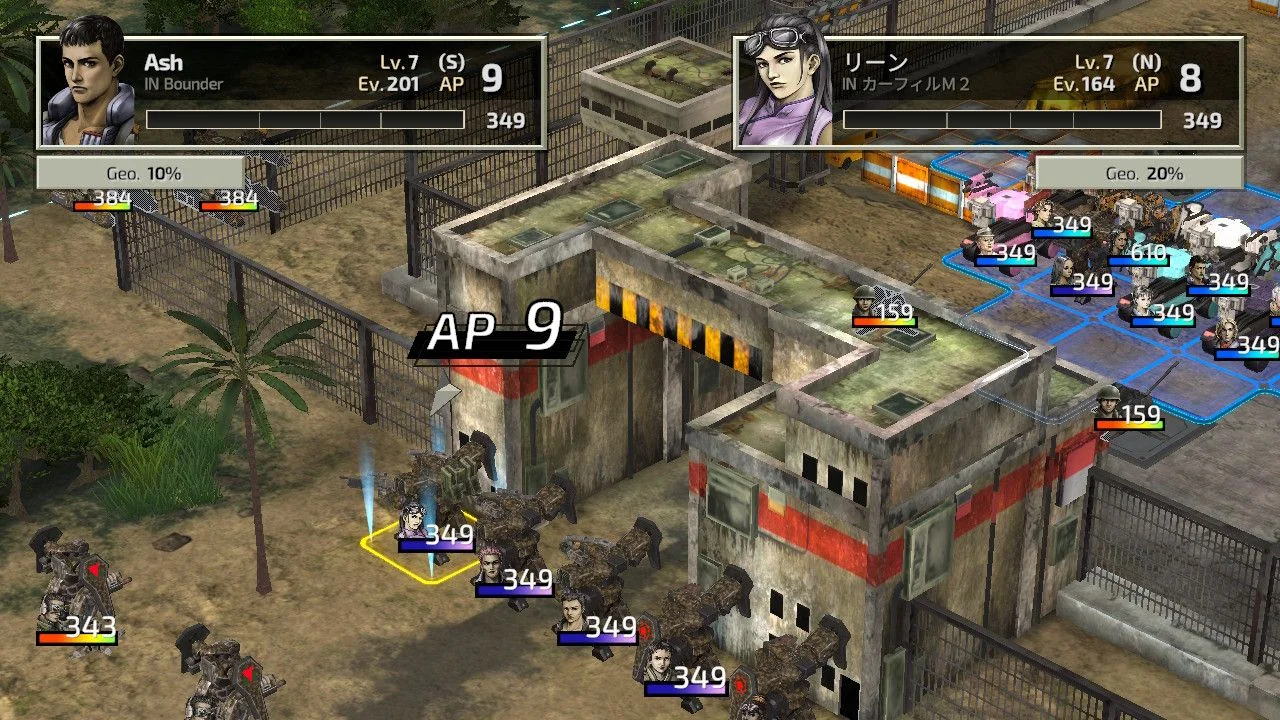 Ash
IN Bounder
Lv.7 (S)
Ev.201 AP 9
349
Geo. 10%
リーン
IN カーフィルM2
Lv.7 (N)
Ev.164 AP 8
349
Geo. 20%
384
384
349
349
610
349
349
349
349
159
159
AP 9
349
349
349
349
343